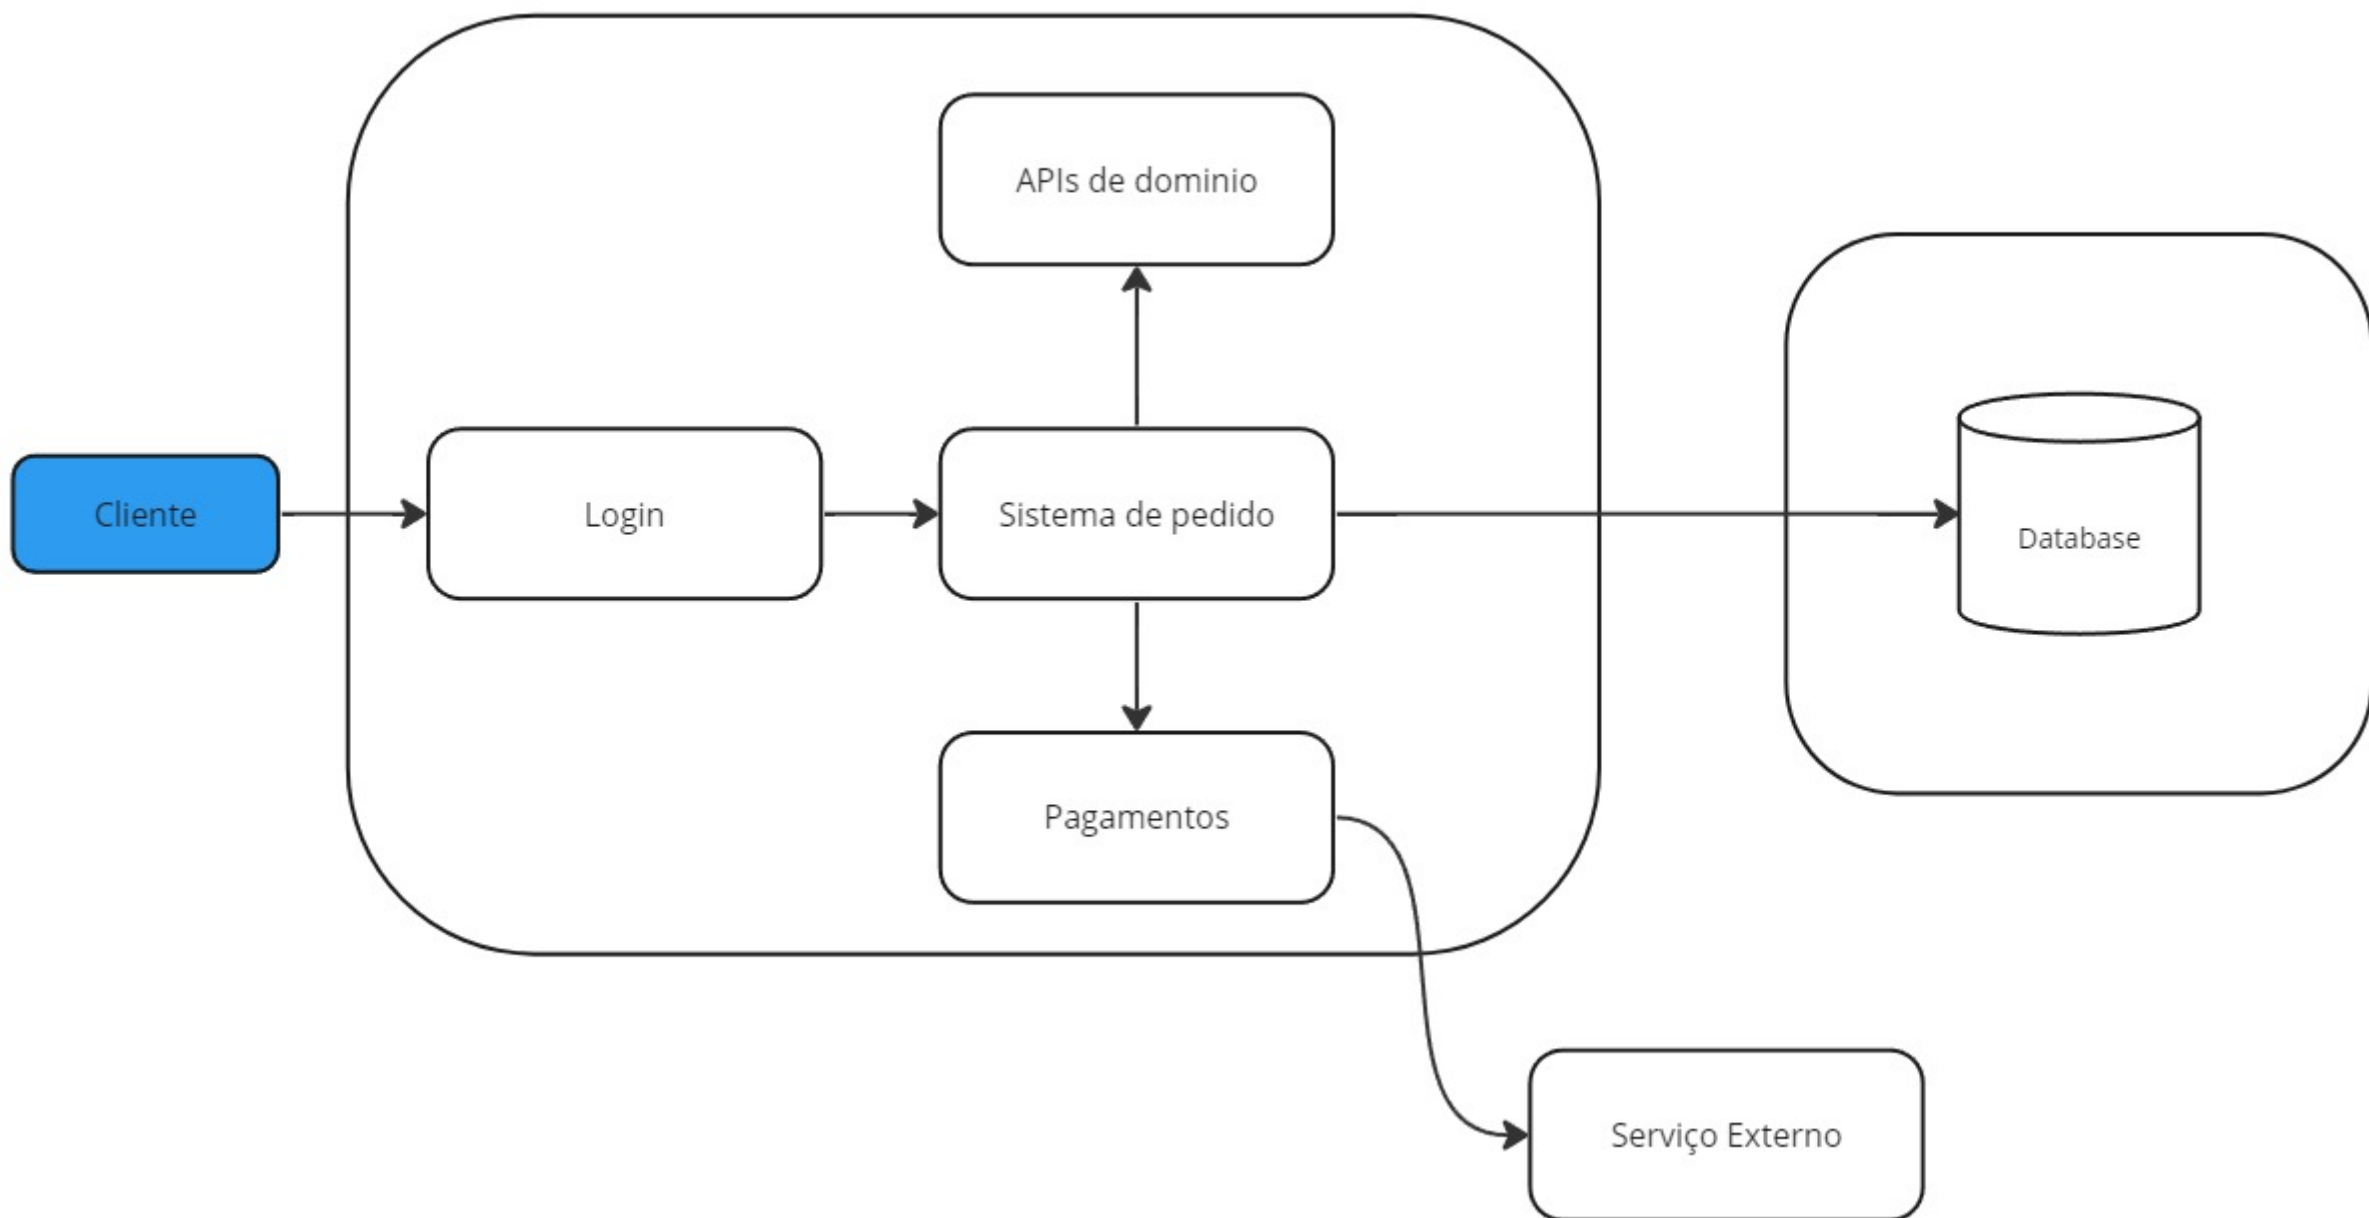 APIs de dominio
Cliente
Login
Sistema de pedido
Database
Pagamentos
Serviço Externo